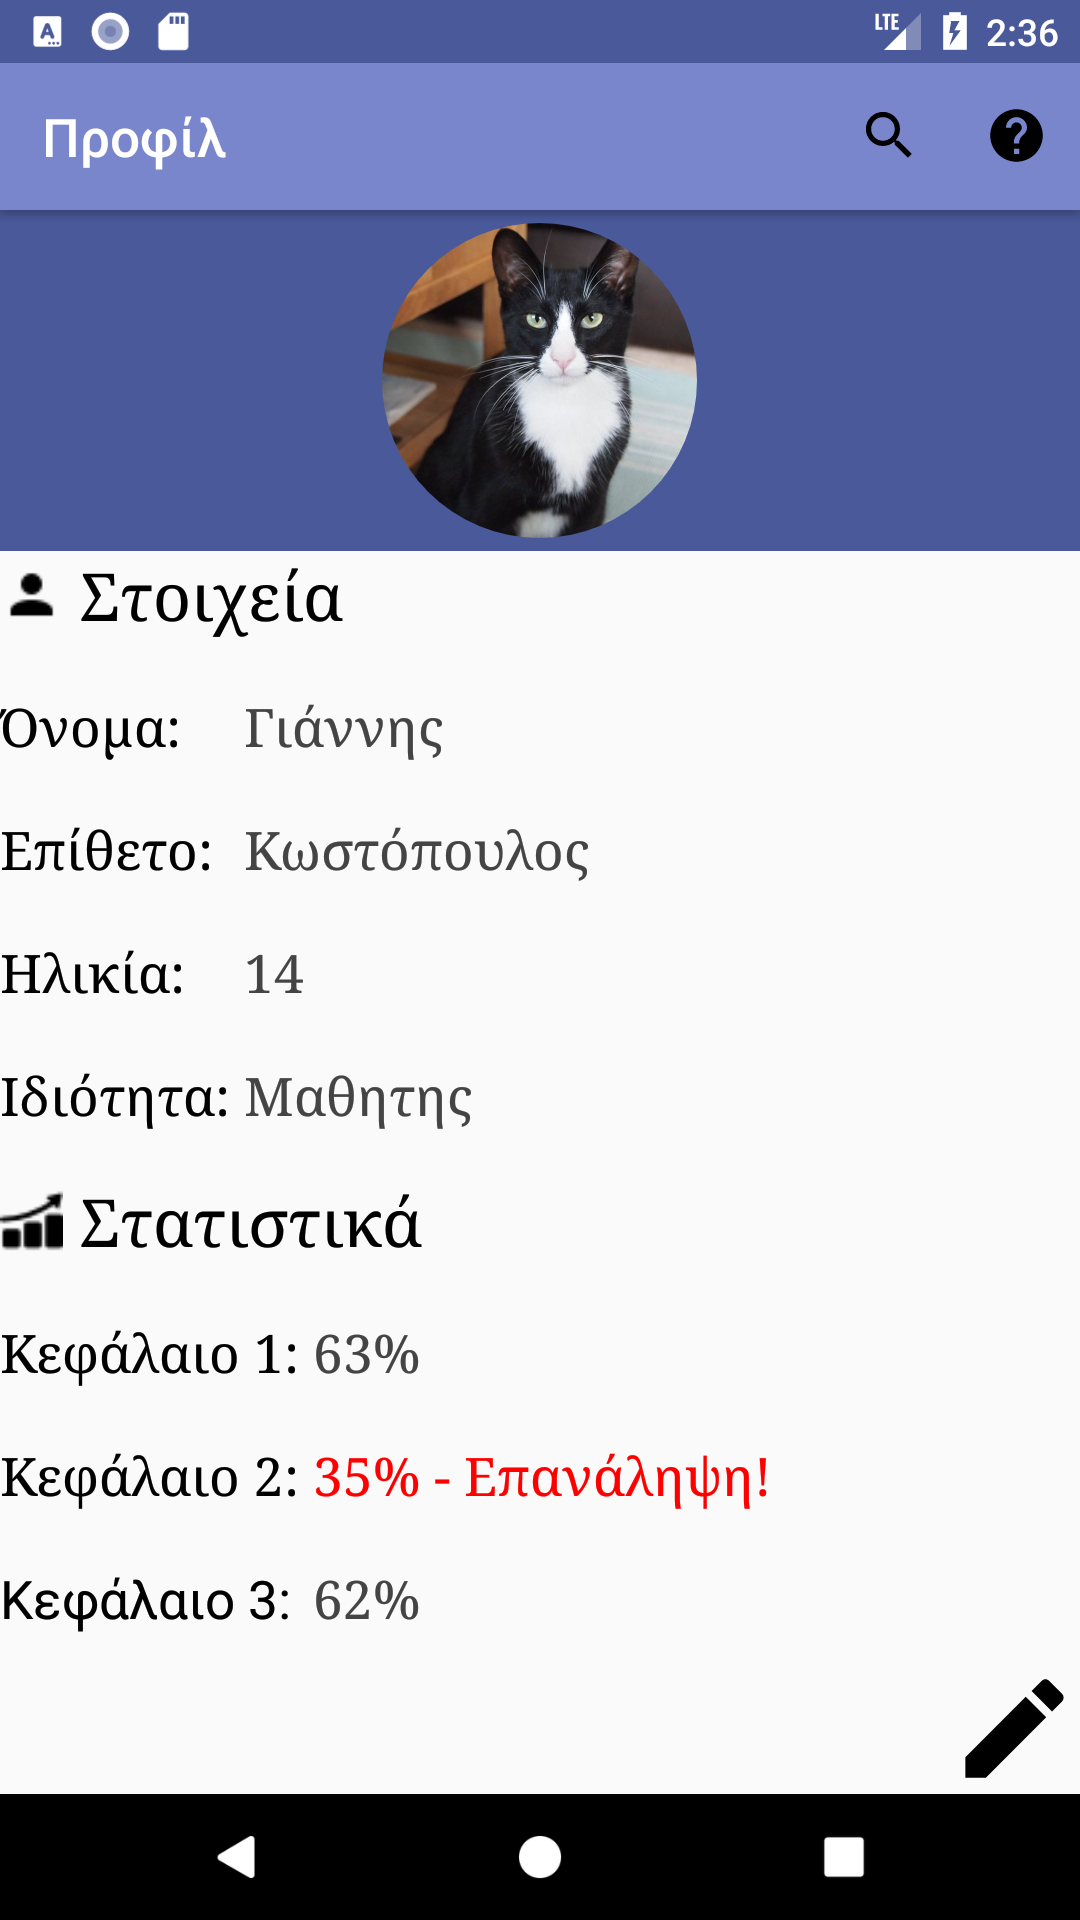 LTE 2:36
Προφίλ
Στοιχεία
Όνομα: Γιάννης
Επίθετο: Κωστόπουλος
Ηλικία: 14
Ιδιότητα: Μαθητης
Στατιστικά
Κεφάλαιο 1: 63%
Κεφάλαιο 2: 35% - Επανάληψη!
Κεφάλαιο 3: 62%